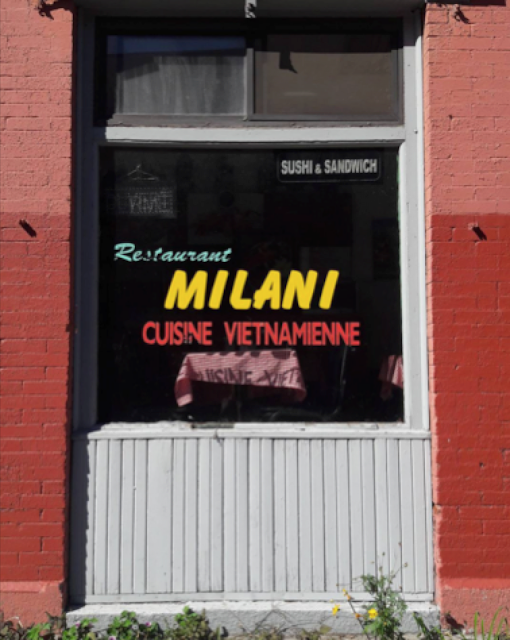 SUSHI & SANDWICH
Restaurant
MILANI
CUISINE VIETNAMIENNE